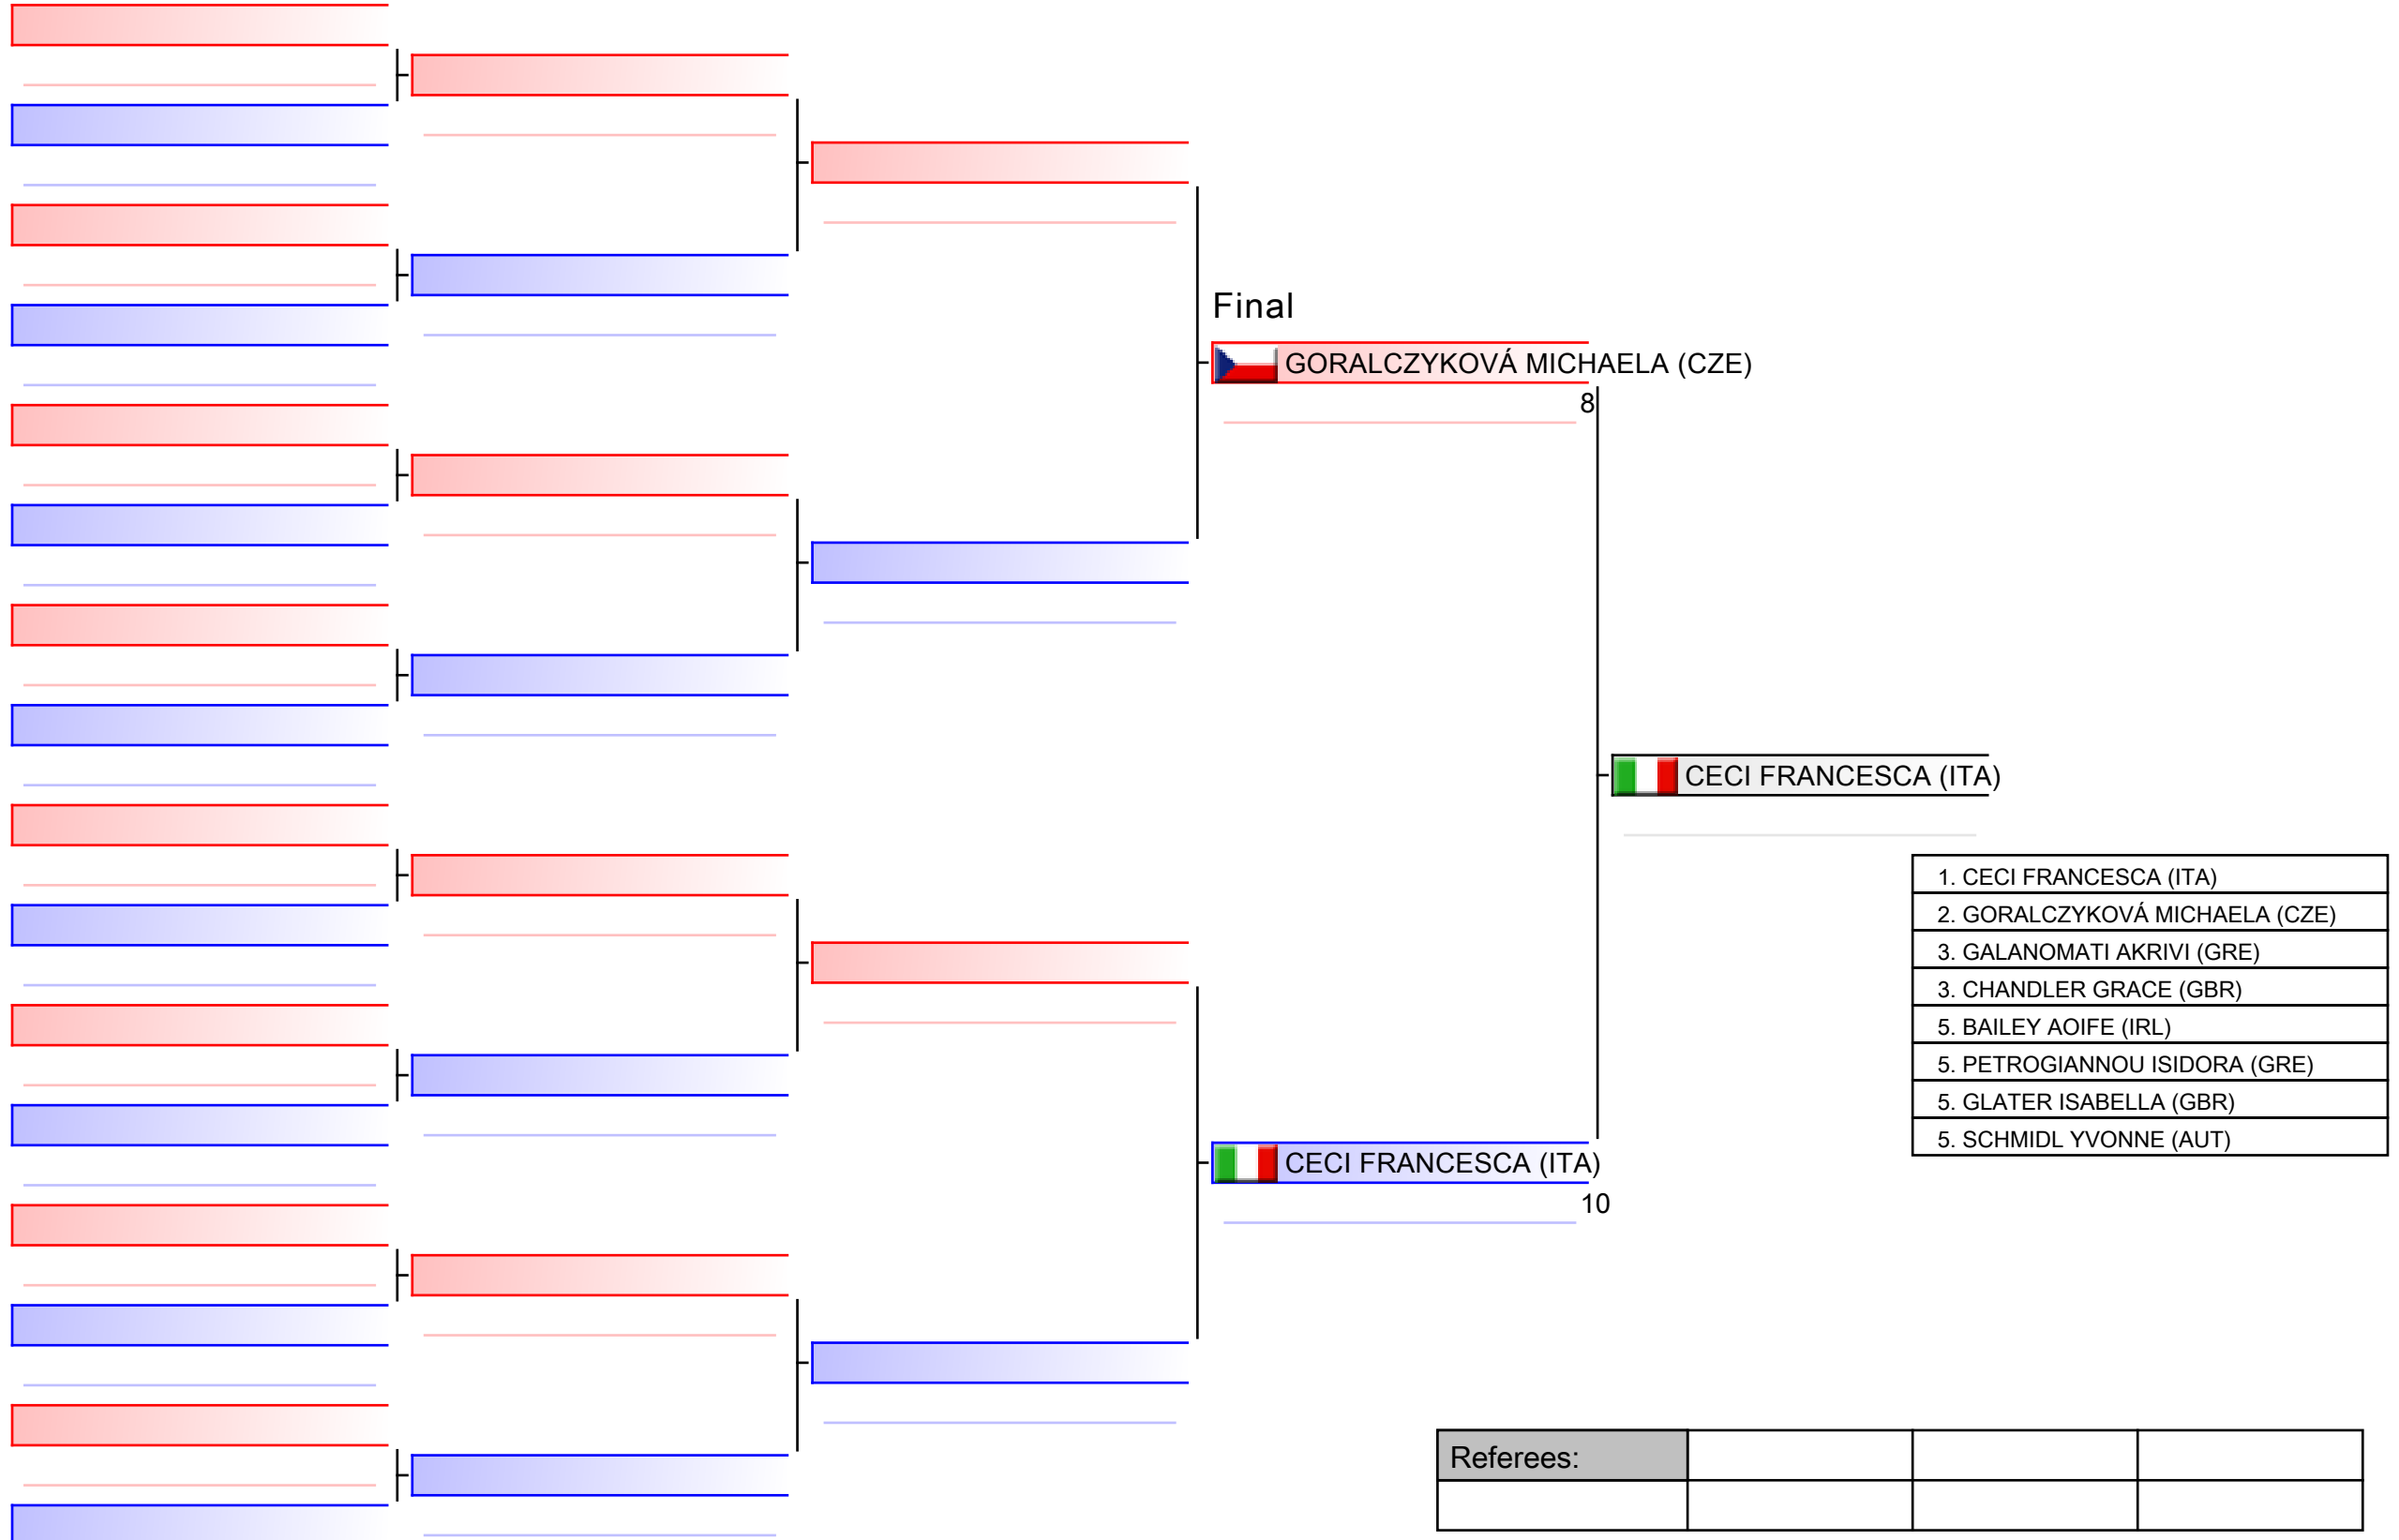 Final
GORALCZYKOVÁ MICHAELA (CZE)
8
CECI FRANCESCA (ITA)
1. CECI FRANCESCA (ITA)
2. GORALCZYKOVÁ MICHAELA (CZE)
3. GALANOMATI AKRIVI (GRE)
3. CHANDLER GRACE (GBR)
5. BAILEY AOIFE (IRL)
5. PETROGIANNOU ISIDORA (GRE)
5. GLATER ISABELLA (GBR)
5. SCHMIDL YVONNE (AUT)
CECI FRANCESCA (ITA)
10
Referees: